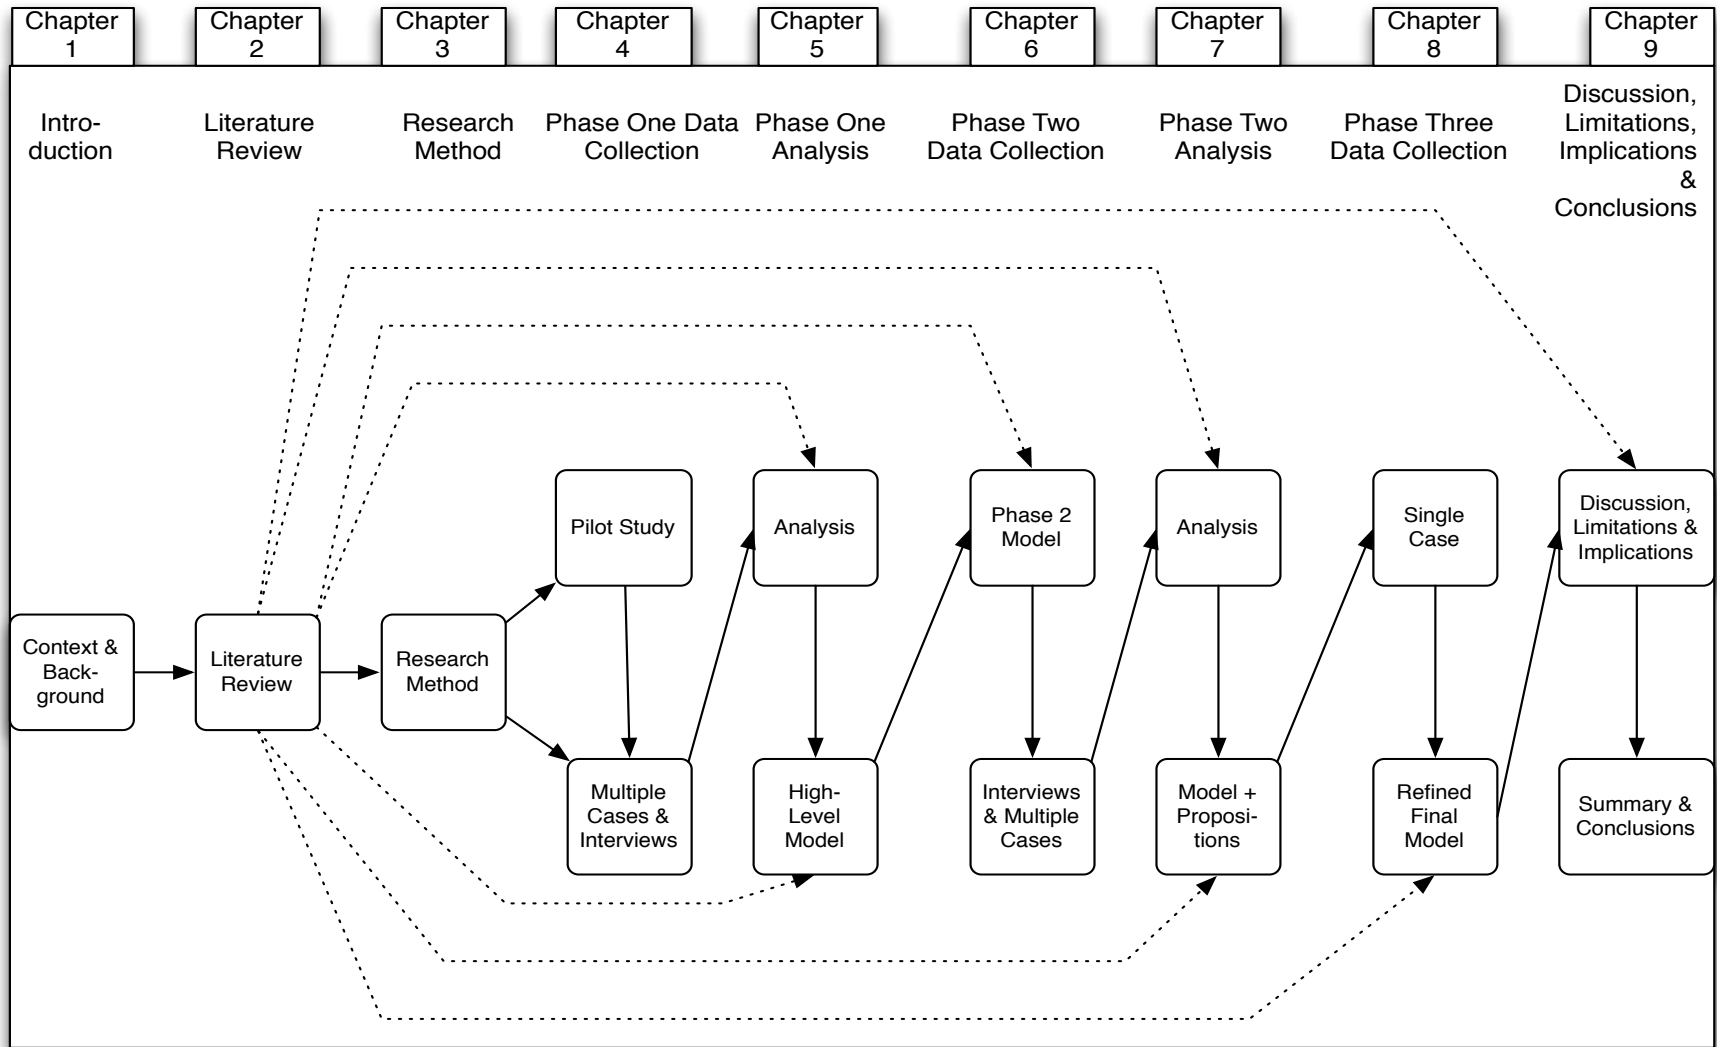 Chapter
1
Chapter
2
Chapter
3
Chapter
4
Chapter
5
Chapter
6
Chapter
7
Chapter
8
Chapter
9
Intro-
duction
Literature
Review
Research
Method
Phase One Data
Collection
Phase One
Analysis
Phase Two
Data Collection
Phase Two
Analysis
Phase Three
Data Collection
Discussion,
Limitations,
Implications
&
Conclusions
Context &
Back-
ground
Literature
Review
Research
Method
Pilot Study
Multiple
Cases &
Interviews
Analysis
High-
Level
Model
Phase 2
Model
Interviews
& Multiple
Cases
Analysis
Model +
Proposi-
tions
Single
Case
Refined
Final
Model
Discussion,
Limitations &
Implications
Summary &
Conclusions